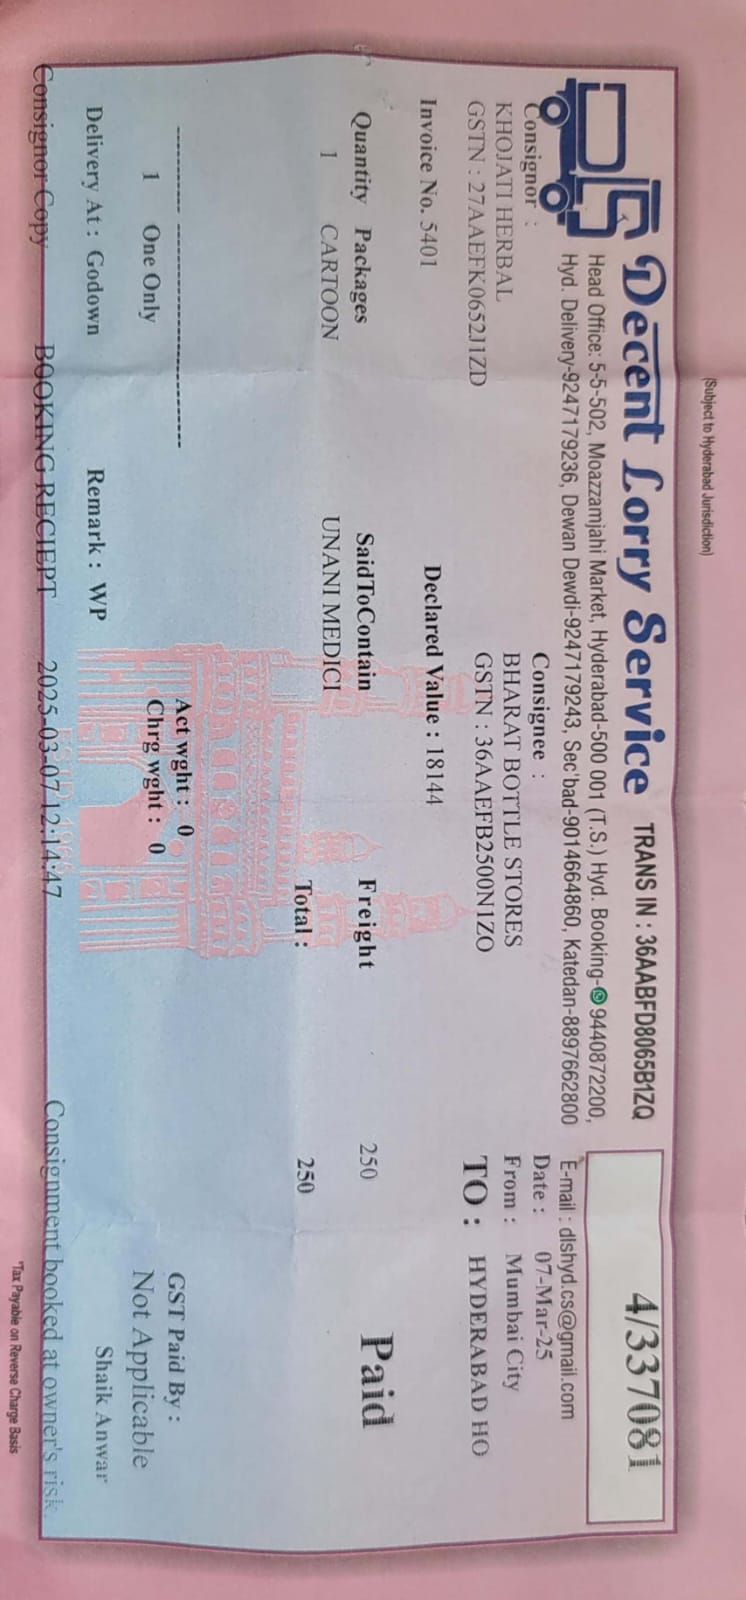 (Subject to Hyderabad Jurisdiction)
DLS
Decent Lorry Service TRANS IN : 36AABFD8065B1ZQ
4/337081
Head Office: 5-5-502, Moazzamjahi Market, Hyderabad-500 001 (T.S.) Hyd. Booking-9440872200,
Hyd. Delivery-9247179236, Dewan Dewdi-9247179243, Sec'bad-9014664860, Katedan-8897662800
E-mail : dlshyd.cs@gmail.com
Consignor : Consignee : Date : 07-Mar-25
KHOJATI HERBAL BHARAT BOTTLE STORES From : Mumbai City
GSTN : 27AAEFK0652J1ZD GSTN : 36AAEFB2500N1ZO TO : HYDERABAD HO
Invoice No. 5401 Declared Value : 18144
Quantity Packages SaidToContain Freight 250 Paid
1 CARTOON UNANI MEDICI
Total : 250
Act wght : 0 GST Paid By :
1 One Only Chrg wght : 0 Not Applicable
Delivery At : Godown Remark : WP Shaik Anwar
Consignor Copy BOOKING RECIEPT 2025-03-07 12:14:47 Consignment booked at owner's risk.
*Tax Payable on Reverse Charge Basis